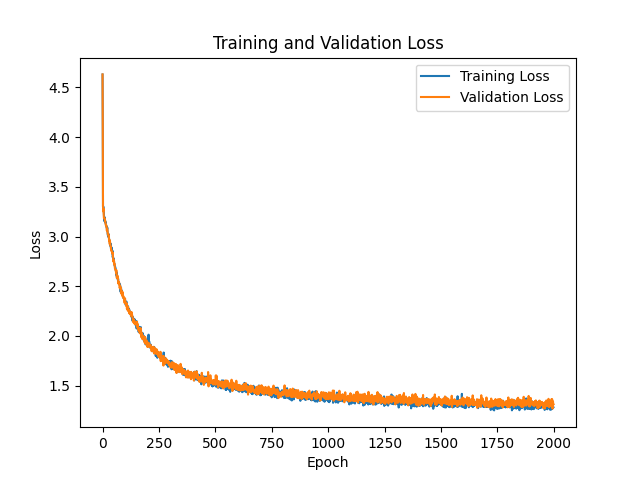 Training and Validation Loss
Training Loss
Validation Loss
4.5
4.0
3.5
3.0
2.5
2.0
1.5
Loss
0 250 500 750 1000 1250 1500 1750 2000
Epoch